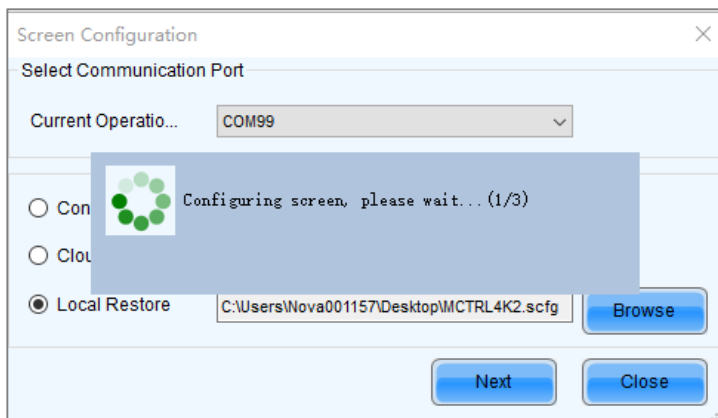 Screen Configuration
Select Communication Port
Current Operatio...
COM99
Configuring screen, please wait...(1/3)
Con
Clou
Local Restore
C:\Users\Nova001157\Desktop\MCTRL4K2.scfg
Browse
Next
Close